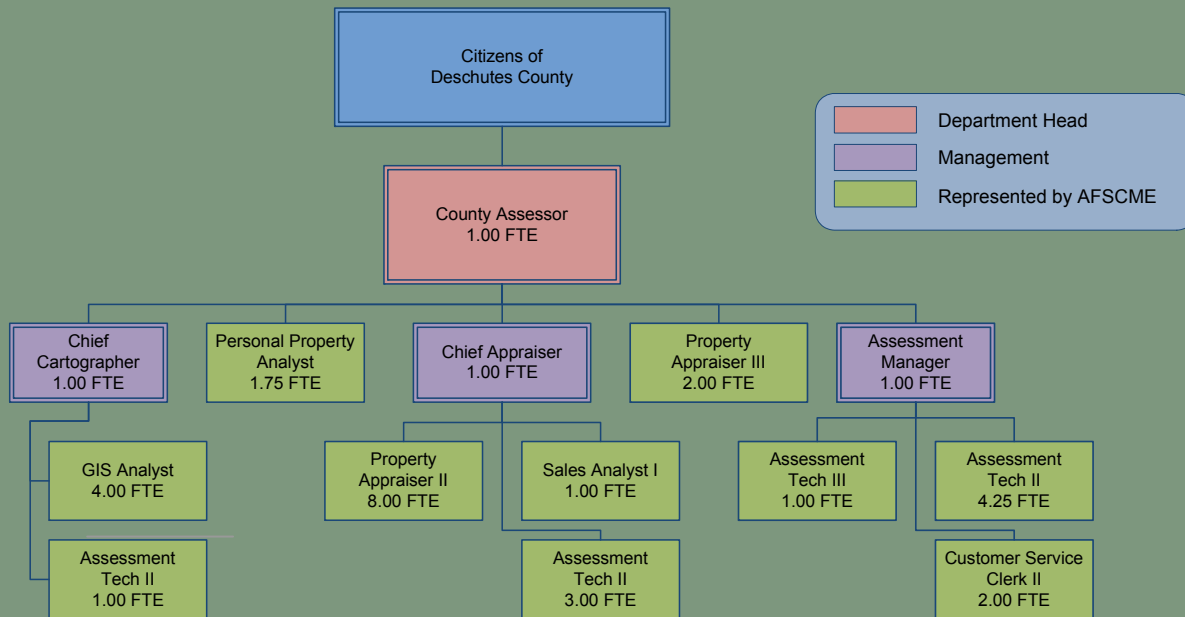 Citizens of
Deschutes County
Department Head
Management
Represented by AFSCME
County Assessor
1.00 FTE
Chief
Cartographer
1.00 FTE
Personal Property
Analyst
1.75 FTE
Chief Appraiser
1.00 FTE
Property
Appraiser III
2.00 FTE
Assessment
Manager
1.00 FTE
GIS Analyst
4.00 FTE
Property
Appraiser II
8.00 FTE
Sales Analyst I
1.00 FTE
Assessment
Tech III
1.00 FTE
Assessment
Tech II
4.25 FTE
Assessment
Tech II
1.00 FTE
Assessment
Tech II
3.00 FTE
Customer Service
Clerk II
2.00 FTE